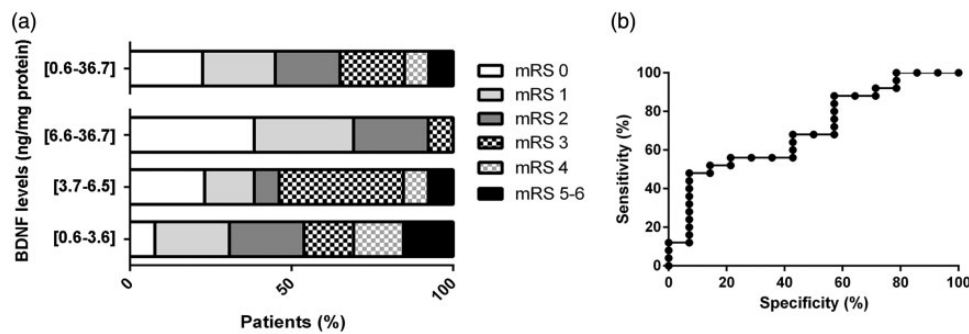 (a)
BDNF levels (ng/mg protein)
[0.6-36.7]
[6.6-36.7]
[3.7-6.5]
[0.6-3.6]
0
50
100
Patients (%)
mRS 0
mRS 1
mRS 2
mRS 3
mRS 4
mRS 5-6
(b)
Sensitivity (%)
100
80
60
40
20
0
0 20 40 60 80 100
Specificity (%)